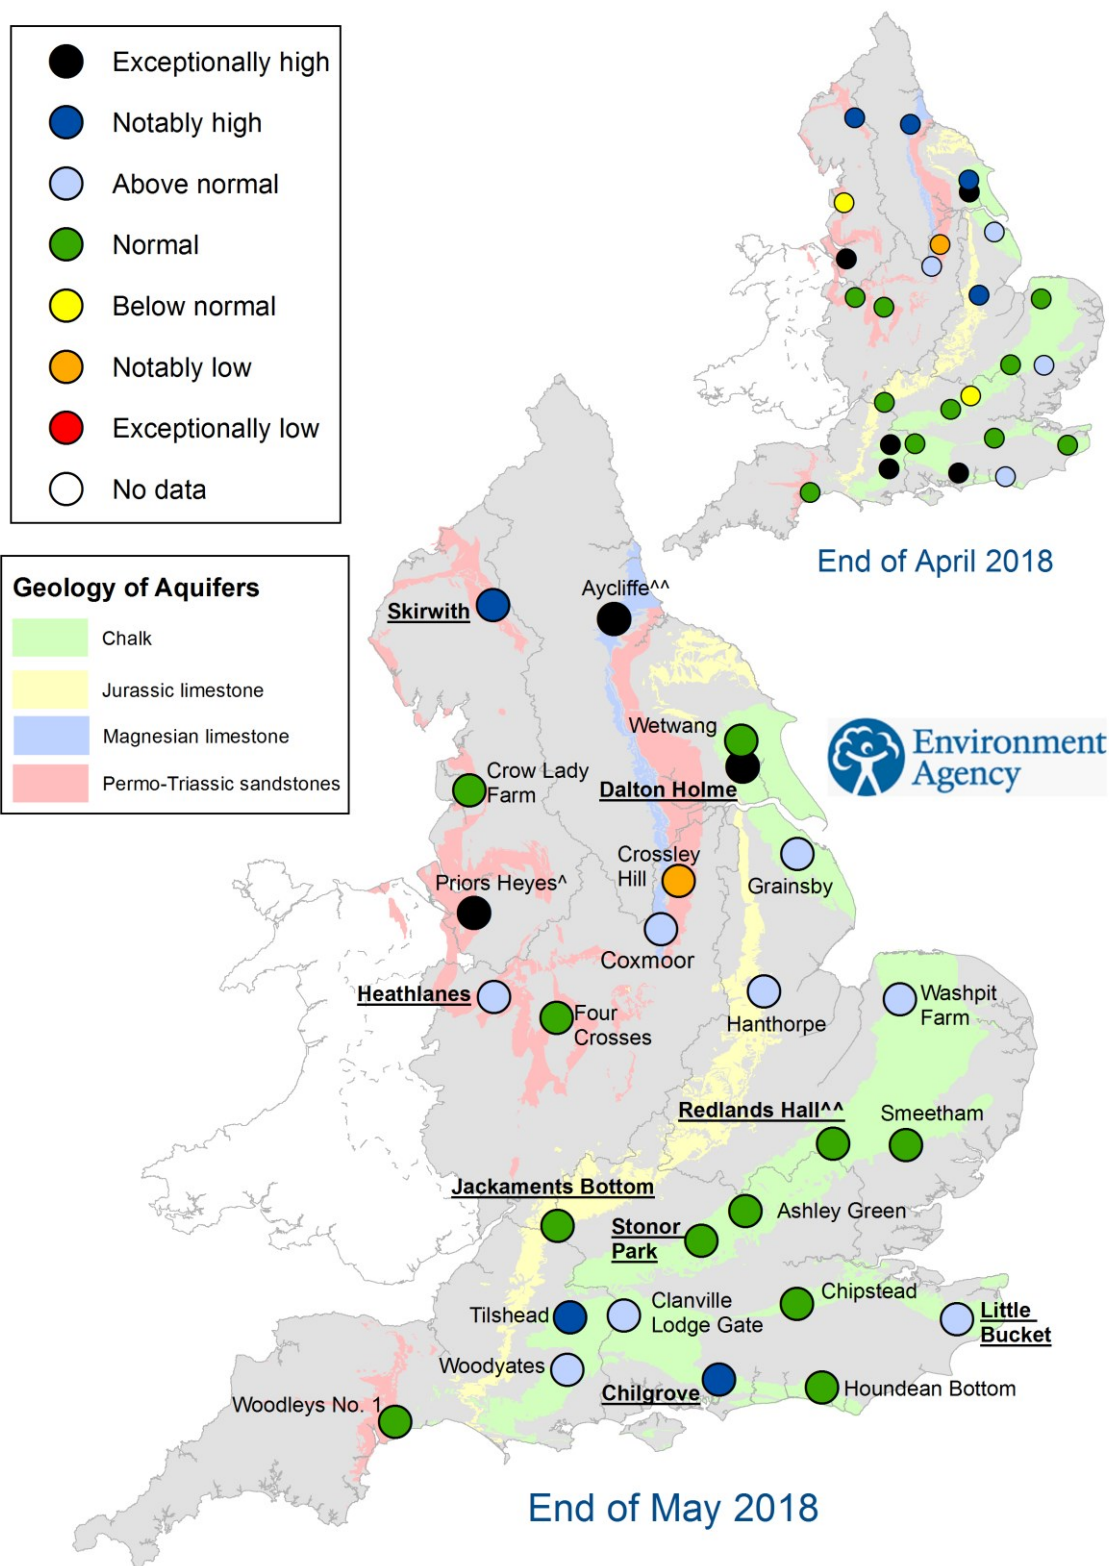 Exceptionally high
Notably high
Above normal
Normal
Below normal
Notably low
Exceptionally low
No data
End of April 2018
Geology of Aquifers
Chalk
Jurassic limestone
Magnesian limestone
Permo-Triassic sandstones
Aycliffe^^
Skirwith
Wetwang
Environment
Agency
Crow Lady
Farm
Dalton Holme
Crossley
Hill
Grainsby
Priors Heyes^
Coxmoor
Heathlanes
Four
Crosses
Hanthorpe
Washpit
Farm
Redlands Hall^^
Smeetham
Jackaments Bottom
Ashley Green
Stonor
Park
Tilshead
Clanville
Lodge Gate
Chipstead
Little
Bucket
Woodyates
Chilgrove
Houndean Bottom
Woodleys No. 1
End of May 2018